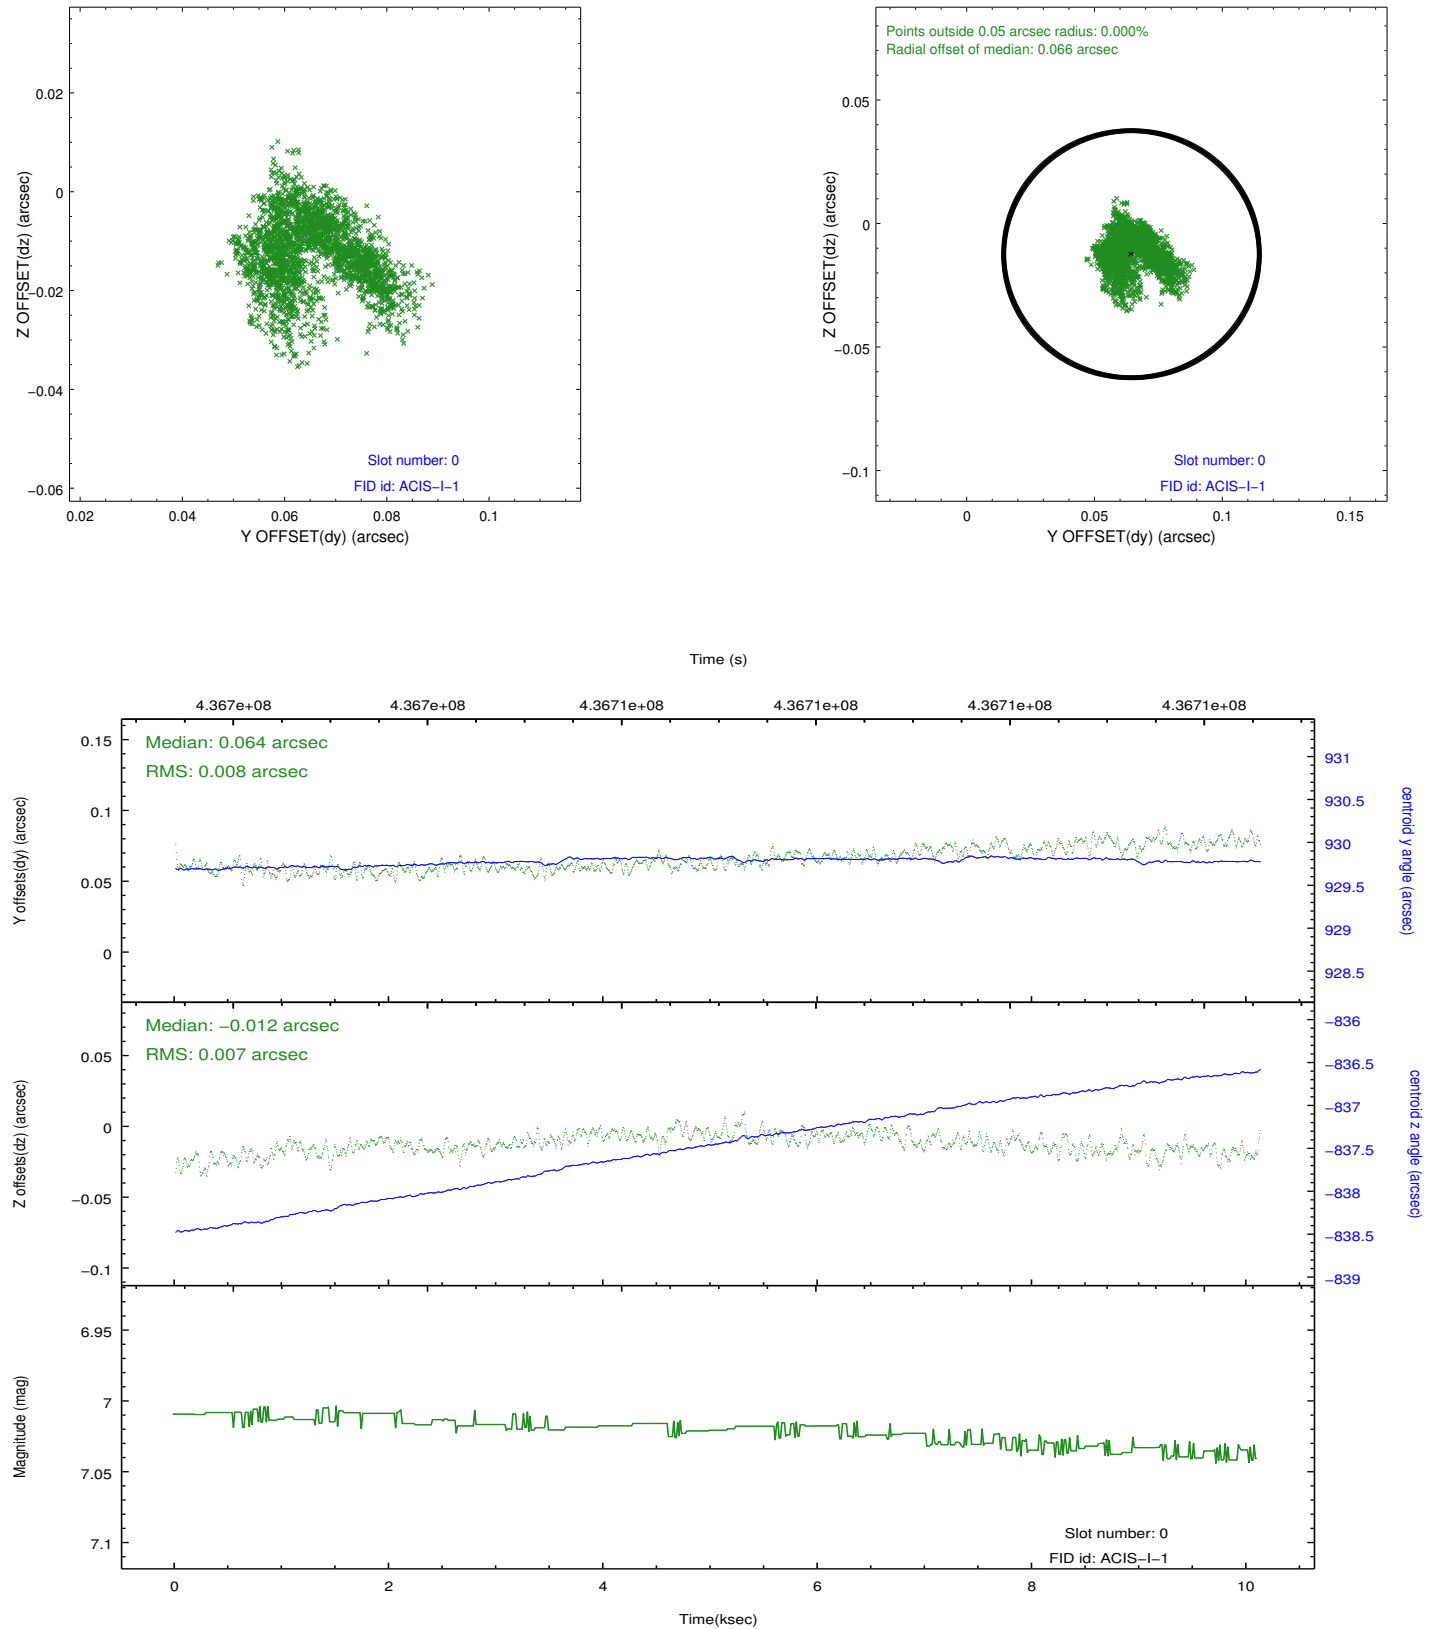 0.02
0
−0.02
−0.04
−0.06
Z OFFSET(dz) (arcsec)
Slot number: 0
FID id: ACIS−I−1
0.02
0.04
0.06
0.08
0.1
Y OFFSET(dy) (arcsec)
Points outside 0.05 arcsec radius: 0.000%
Radial offset of median: 0.066 arcsec
0.05
0
−0.05
−0.1
Z OFFSET(dz) (arcsec)
Slot number: 0
FID id: ACIS−I−1
0
0.05
0.1
0.15
Y OFFSET(dy) (arcsec)
Time (s)
4.367e+08
4.367e+08
4.3671e+08
4.3671e+08
4.3671e+08
4.3671e+08
Median: 0.064 arcsec
RMS: 0.008 arcsec
0.15
0.1
0.05
0
Y offsets(dy) (arcsec)
931
930.5
930
929.5
929
928.5
centroid y angle (arcsec)
Median: −0.012 arcsec
RMS: 0.007 arcsec
0.05
0
−0.05
−0.1
Z offsets(dz) (arcsec)
−836
−836.5
−837
−837.5
−838
−838.5
−839
centroid z angle (arcsec)
6.95
7
7.05
7.1
Magnitude (mag)
Slot number: 0
FID id: ACIS−I−1
0
2
4
6
8
10
Time(ksec)